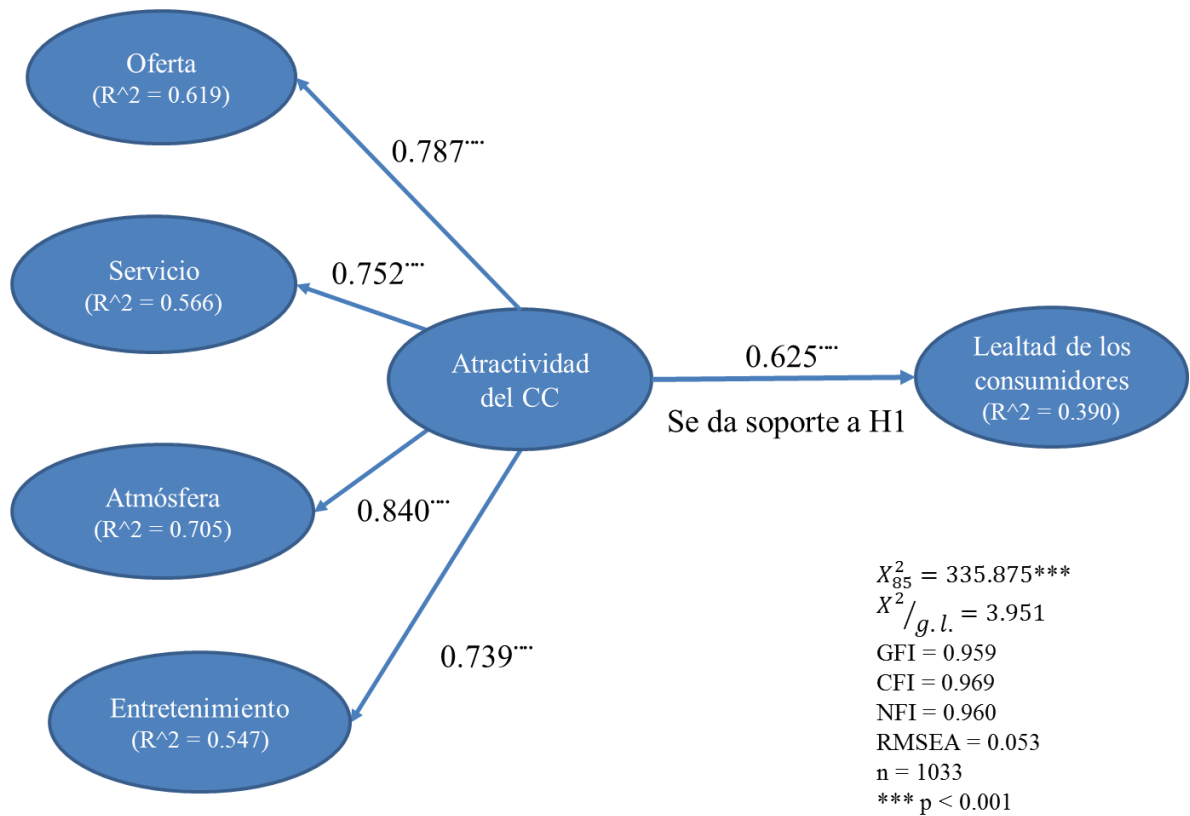 Oferta
(R^2 = 0.619)
0.787****
Servicio
(R^2 = 0.566)
0.752****
Atractividad
del CC
0.625****
Se da soporte a H1
Lealtad de los
consumidores
(R^2 = 0.390)
Atmósfera
(R^2 = 0.705)
0.840****
Entretenimiento
(R^2 = 0.547)
0.739****
X²₈₅ = 335.875***
X²/g.l. = 3.951
GFI = 0.959
CFI = 0.969
NFI = 0.960
RMSEA = 0.053
n = 1033
*** p < 0.001